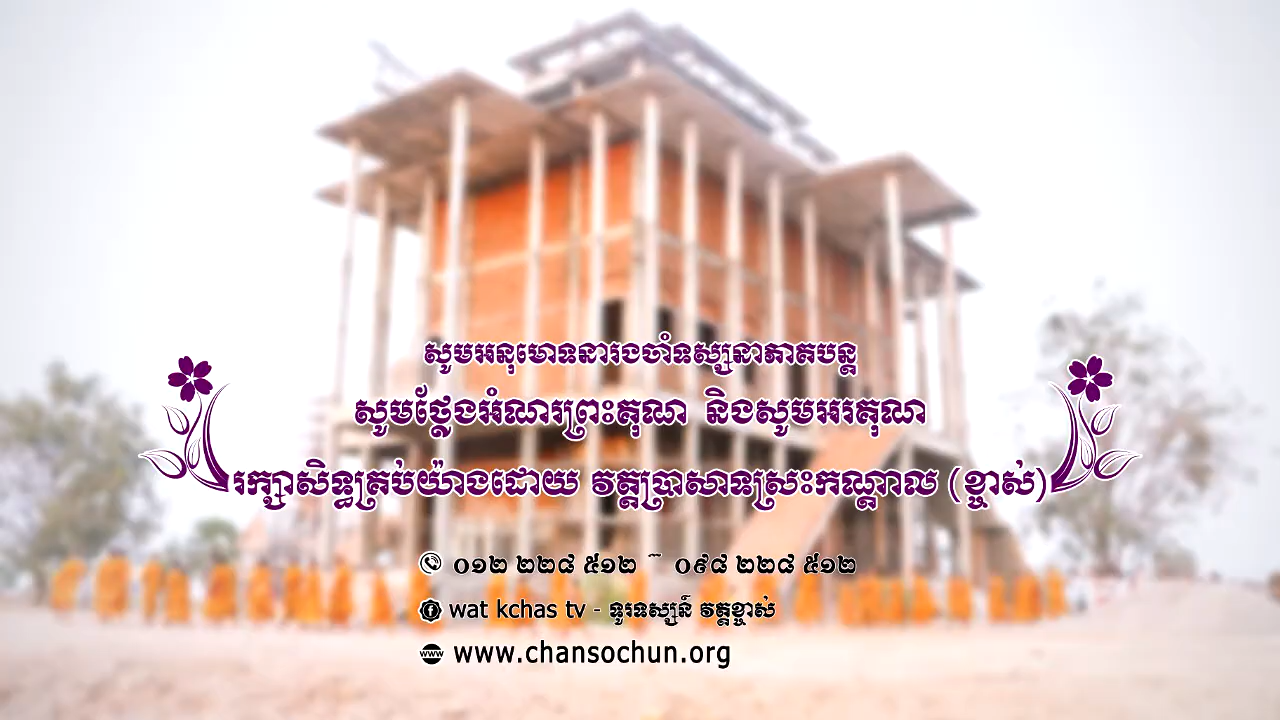 សូមអនុមោទនារងចាំទស្សនាភាគបន្ត
សូមថ្លែងអំណរព្រះគុណ និងសូមអរគុណ
រក្សាសិទ្ធគ្រប់យ៉ាងដោយ វត្តប្រាសាទស្រះកណ្តាល (ខ្ចាស់)
០១២ ២២៨ ៥១២ ~ ០៩៨ ២២៨ ៥១២
wat kchas tv - ទូរទស្សន៍ វត្តខ្ចាស់
www.chansochun.org